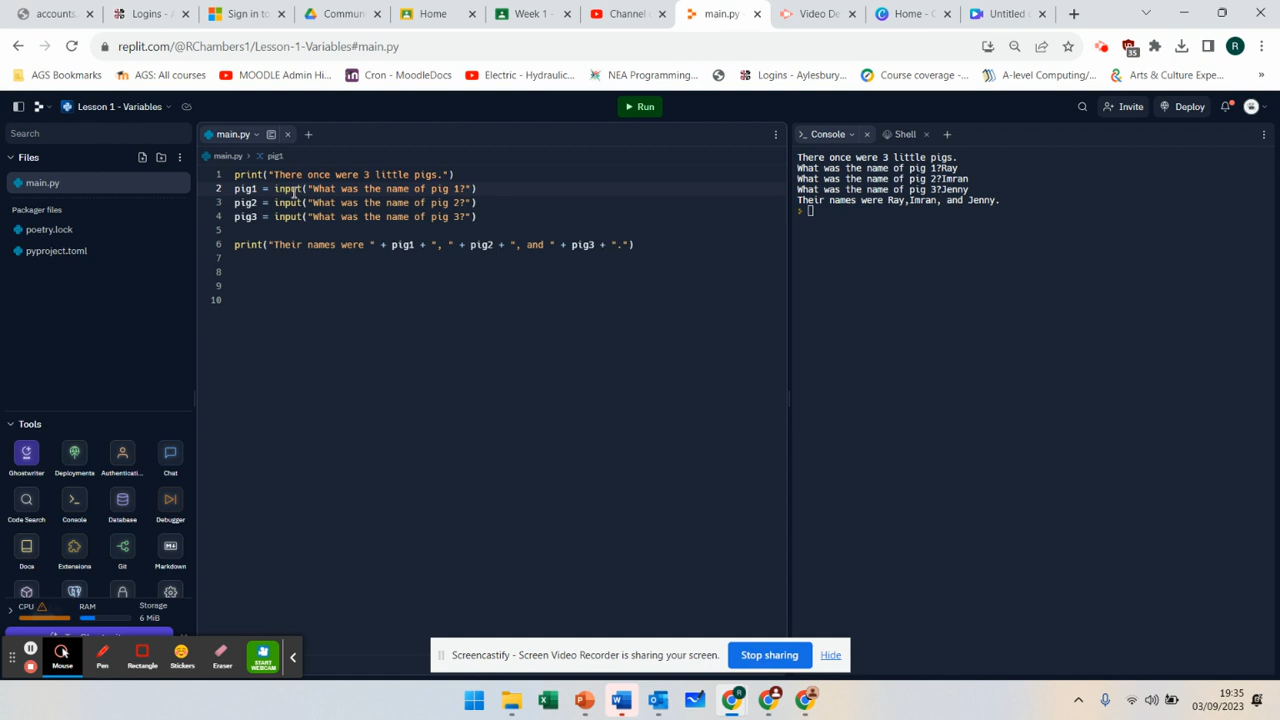 accounts.
Logins - A
Sign in to
Commun
Home
Week 1 -
Channel
main.py
Video De
Home - C
Untitled
replit.com/@RChambers1/Lesson-1-Variables#main.py
35
R
AGS Bookmarks
AGS: All courses
MOODLE Admin Hi...
Cron - MoodleDocs
Electric - Hydraulic...
NEA Programming...
Logins - Aylesbury...
Course coverage -...
A-level Computing/...
Arts & Culture Expe...
»
Lesson 1 - Variables
Run
Invite
Deploy
Search
main.py
Console
Shell
Files
main.py > pig1
main.py
Packager files
poetry.lock
pyproject.toml
1 print("There once were 3 little pigs.")
2 pig1 = input("What was the name of pig 1?")
3 pig2 = input("What was the name of pig 2?")
4 pig3 = input("What was the name of pig 3?")
5
6 print("Their names were " + pig1 + ", " + pig2 + ", and " + pig3 + ".")
7
8
9
10
There once were 3 little pigs.
What was the name of pig 1?Ray
What was the name of pig 2?Imran
What was the name of pig 3?Jenny
Their names were Ray,Imran, and Jenny.
Tools
Ghostwriter
Deployments
Authenticati...
Chat
Code Search
Console
Database
Debugger
Docs
Extensions
Git
Markdown
CPU
RAM
Storage
6 MiB
Mouse
Pen
Rectangle
Stickers
Eraser
START
WEBCAM
Screencastify - Screen Video Recorder is sharing your screen.
Stop sharing
Hide
19:35
03/09/2023